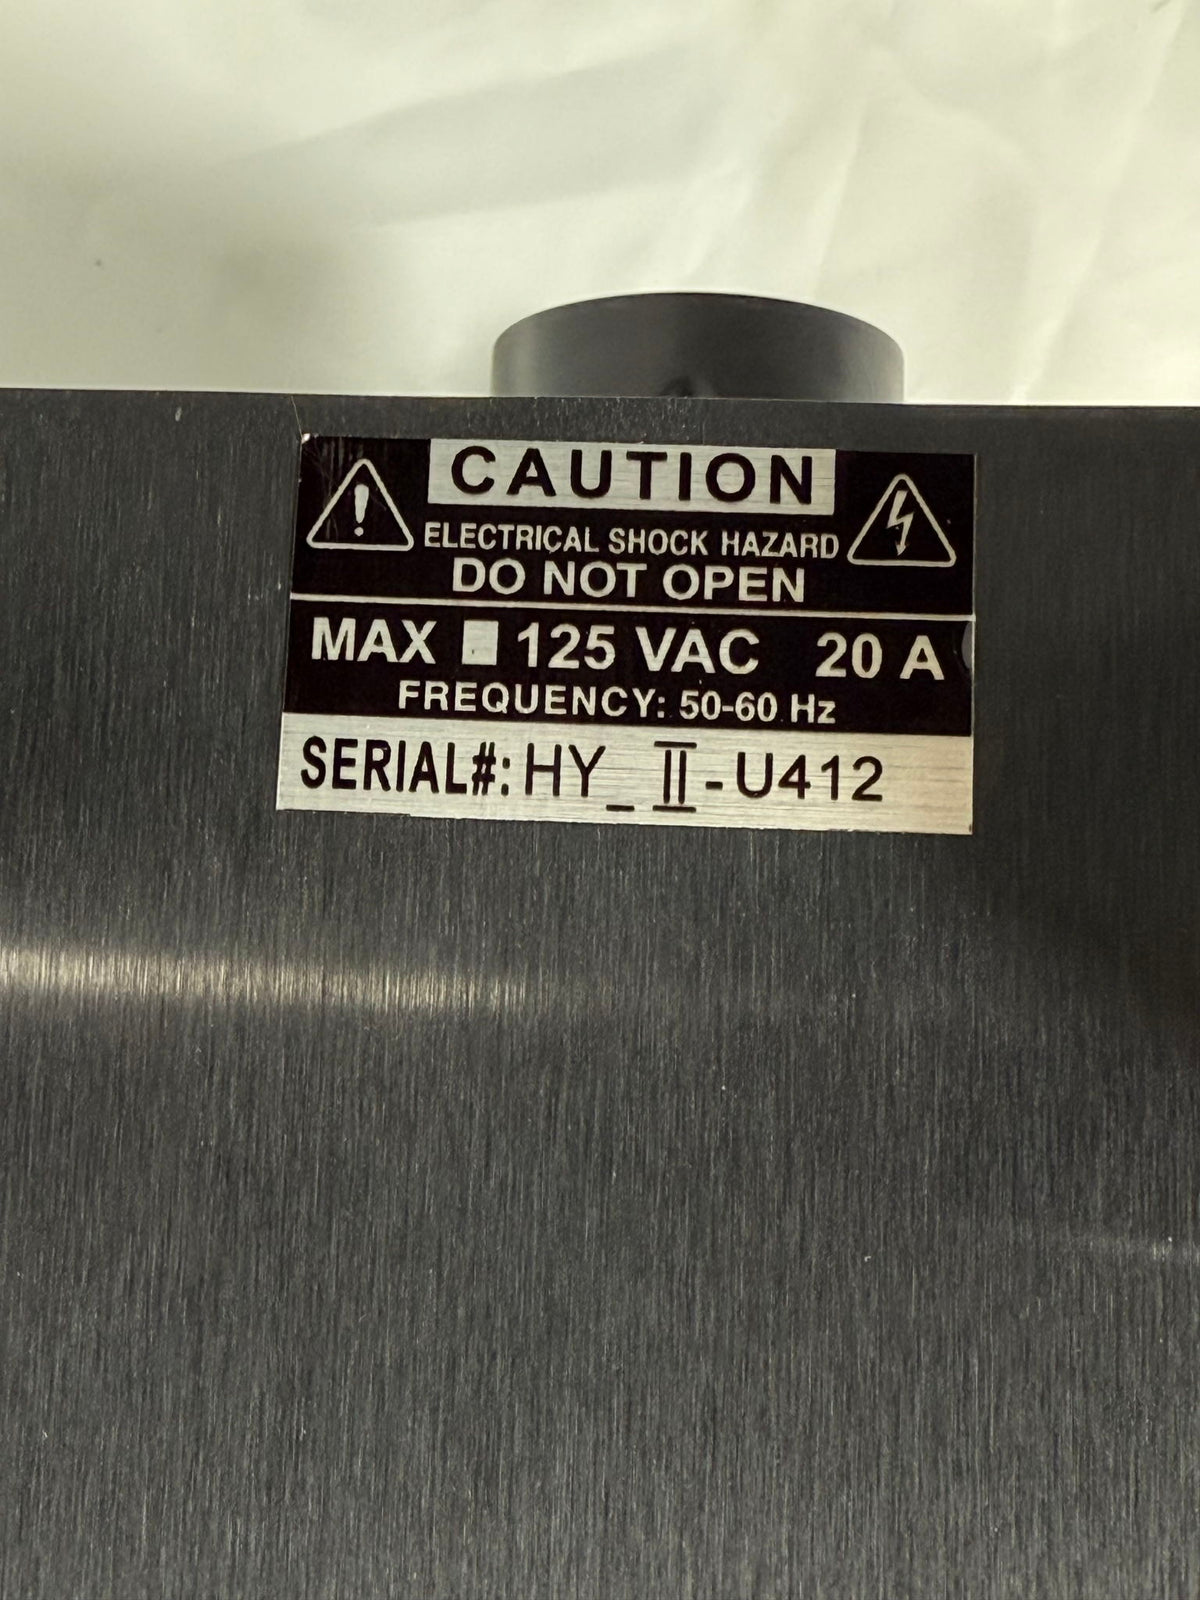 CAUTION
ELECTRICAL SHOCK HAZARD
DO NOT OPEN
MAX 125 VAC 20 A
FREQUENCY: 50-60 Hz
SERIAL#: HY_II-U412